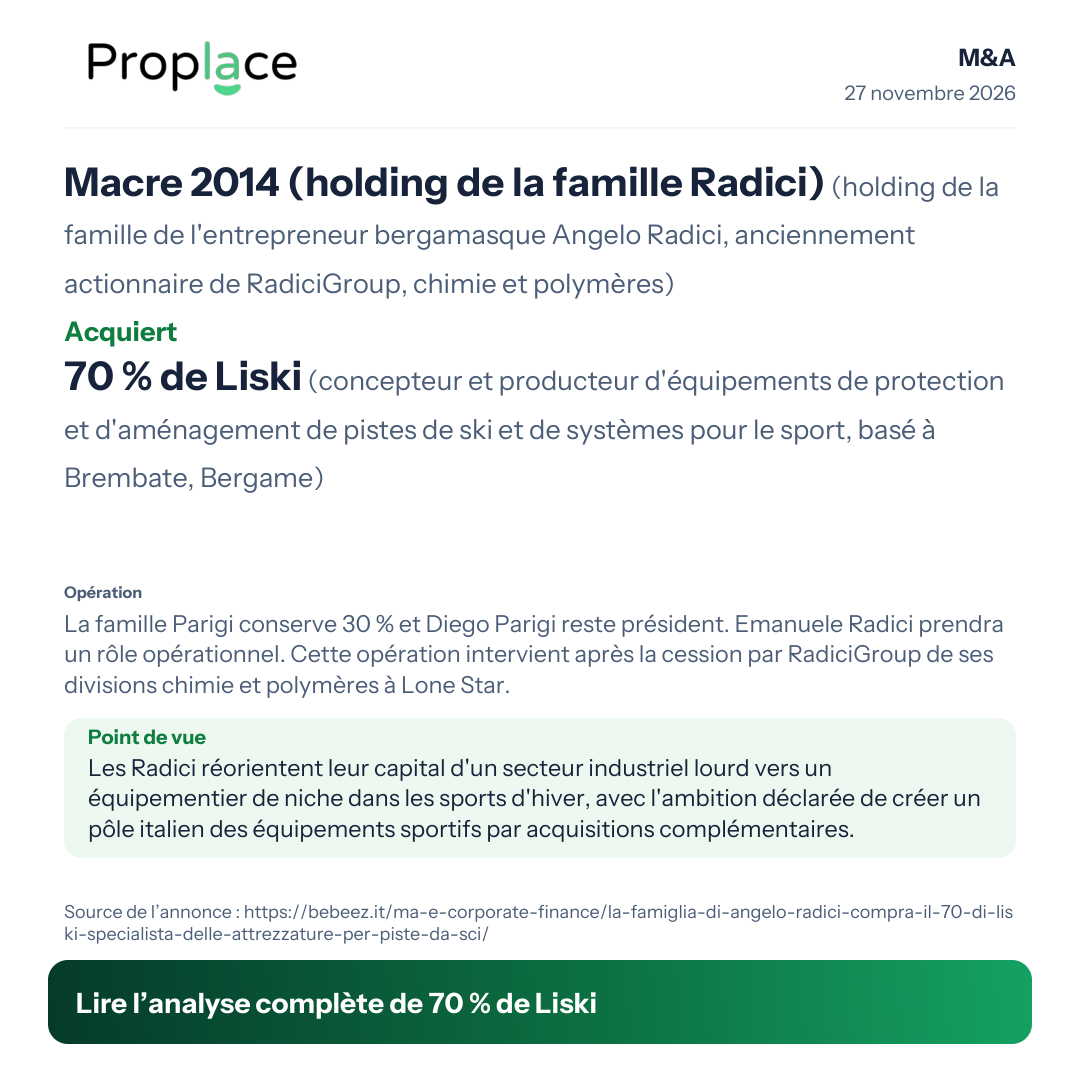 Proplace
M&A
27 novembre 2026
Macre 2014 (holding de la famille Radici) (holding de la
famille de l'entrepreneur bergamasque Angelo Radici, anciennement
actionnaire de RadiciGroup, chimie et polymères)
Acquiert
70 % de Liski (concepteur et producteur d'équipements de protection
et d'aménagement de pistes de ski et de systèmes pour le sport, basé à
Brembate, Bergame)
Opération
La famille Parigi conserve 30 % et Diego Parigi reste président. Emanuele Radici prendra
un rôle opérationnel. Cette opération intervient après la cession par RadiciGroup de ses
divisions chimie et polymères à Lone Star.
Point de vue
Les Radici réorientent leur capital d'un secteur industriel lourd vers un
équipementier de niche dans les sports d'hiver, avec l'ambition déclarée de créer un
pôle italien des équipements sportifs par acquisitions complémentaires.
Source de l’annonce : https://bebeez.it/ma-e-corporate-finance/la-famiglia-di-angelo-radici-compra-il-70-di-lis
ki-specialista-delle-attrezzature-per-piste-da-sci/
Lire l’analyse complète de 70 % de Liski